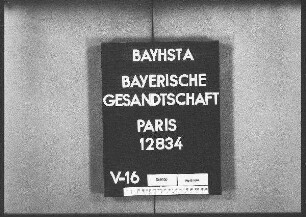 BAYHSTA
BAYERISCHE
GESANDTSCHAFT
PARIS
12834
V-16